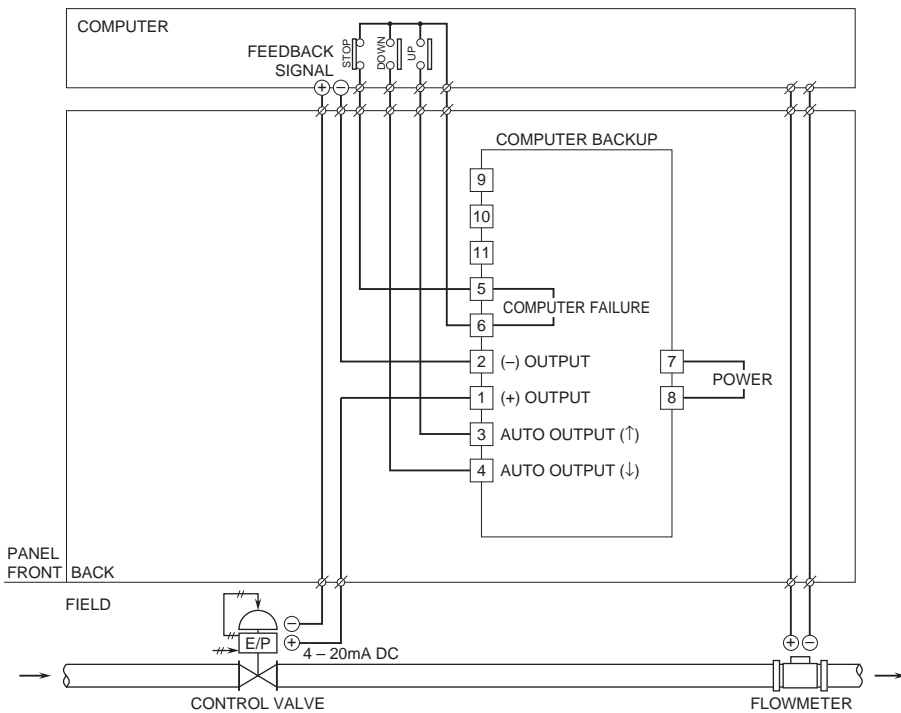 COMPUTER
FEEDBACK
SIGNAL
STOP
DOWN
UP
+ −
COMPUTER BACKUP
9
10
11
5
COMPUTER FAILURE
6
2 (–) OUTPUT
7
POWER
1 (+) OUTPUT
8
3 AUTO OUTPUT (↑)
4 AUTO OUTPUT (↓)
PANEL
FRONT BACK
FIELD
−
E/P +
4 – 20mA DC
+ −
CONTROL VALVE
FLOWMETER